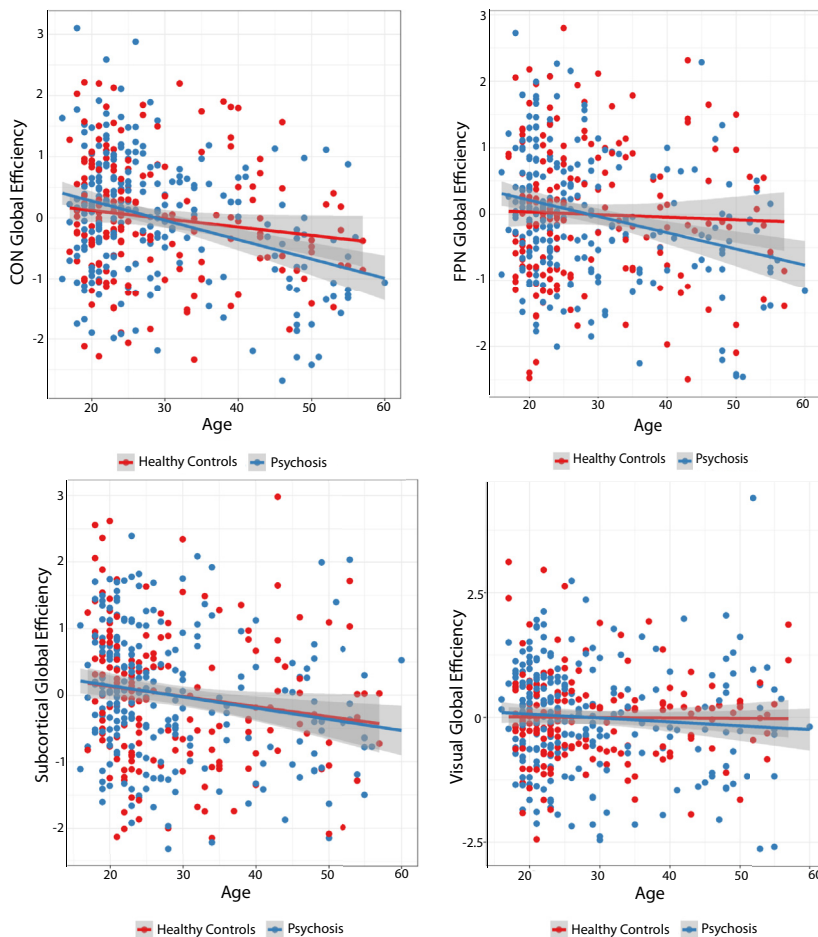 CON Global Efficiency
3
2
1
0
-1
-2
20 30 40 50 60
Age
Healthy Controls Psychosis
FPN Global Efficiency
3
2
1
0
-1
-2
20 30 40 50 60
Age
Healthy Controls Psychosis
Subcortical Global Efficiency
3
2
1
0
-1
-2
20 30 40 50 60
Age
Healthy Controls Psychosis
Visual Global Efficiency
2.5
0
-2.5
20 30 40 50 60
Age
Healthy Controls Psychosis